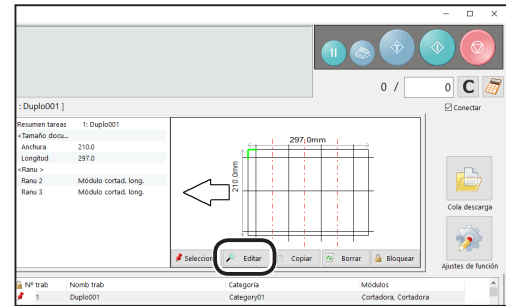 0 / 0 C
: Duplo001 ]
Conectar
Resumen tareas 1: Duplo001
<Tamaño docu...
Anchura 210.0
Longitud 297.0
<Ranu >
Ranu 2 Módulo cortad. long.
Ranu 3 Módulo cortad. long.
297.0mm
210.0mm
Cola descarga
Seleccion Editar Copiar Borrar Bloquear
Ajustes de función
Nº trab Nomb trab Categoría Módulos
1 Duplo001 Category01 Cortadora, Cortadora